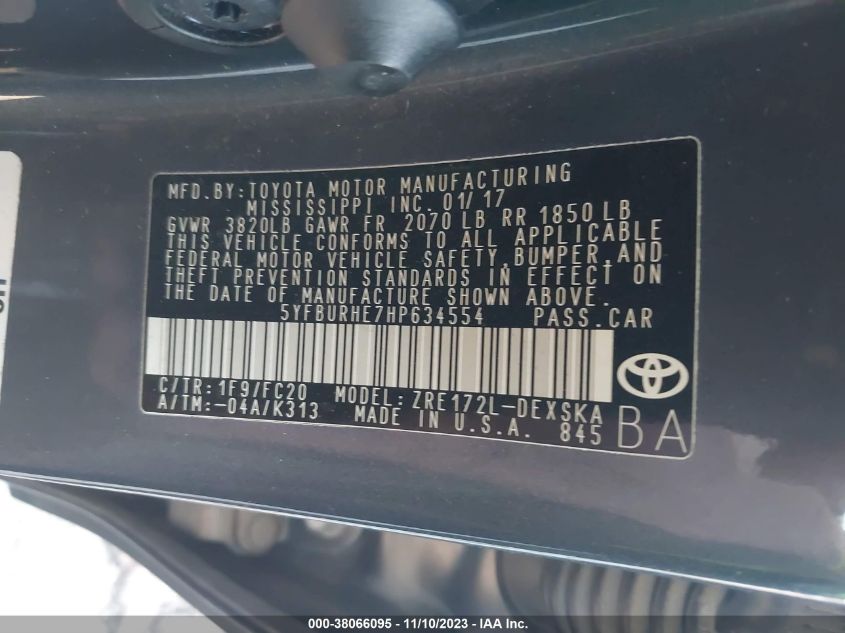 MFD.BY:TOYOTA MOTOR MANUFACTURING
MISSISSIPPI INC. 01/17
GVWR 3820LB GAWR FR 2070 LB RR 1850LB
THIS VEHICLE CONFORMS TO ALL APPLICABLE
FEDERAL MOTOR VEHICLE SAFETY,BUMPER,AND
THEFT PREVENTION STANDARDS IN EFFECT ON
THE DATE OF MANUFACTURE SHOWN ABOVE.
5YFBURHE7HP634554 PASS.CAR
C/TR:1F9/FC20 MODEL:ZRE172L-DEXSKA
A/TM:-04A/K313 MADE IN U.S.A. 845
BA
000-38066095 - 11/10/2023 - IAAI, Inc.